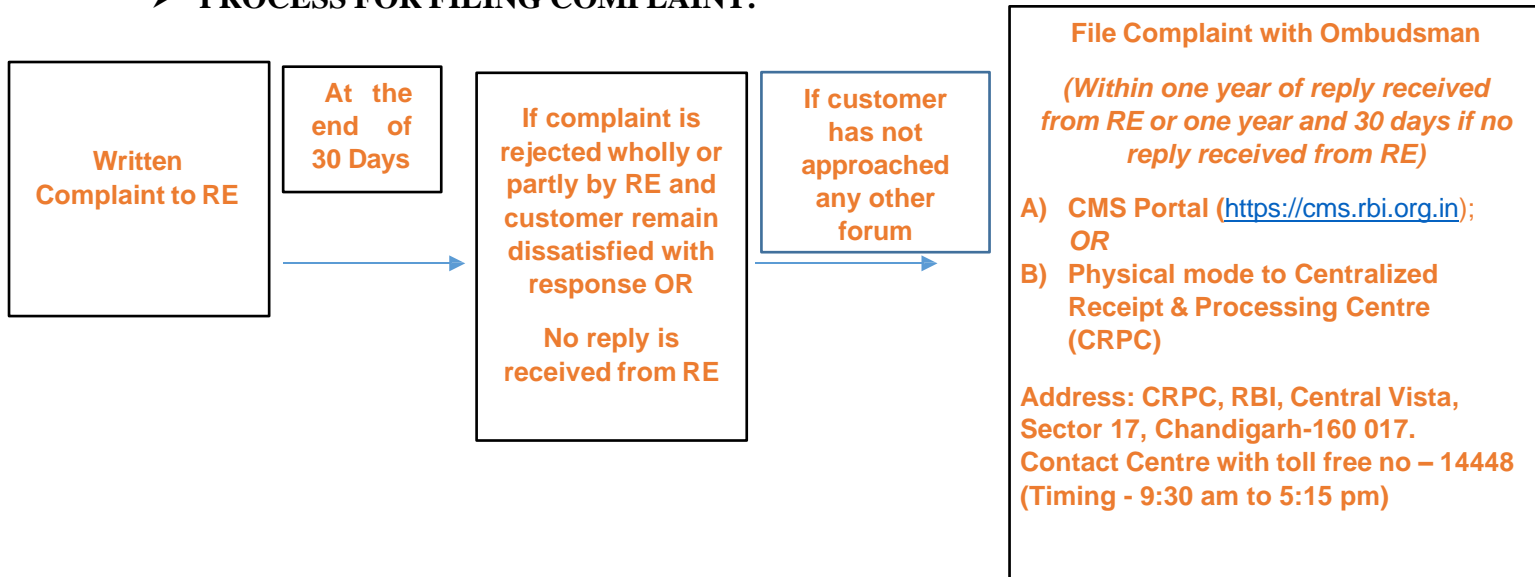 ➤ PROCESS FOR FILING COMPLAINT:
Written
Complaint to RE
At the
end of
30 Days
If complaint is
rejected wholly or
partly by RE and
customer remain
dissatisfied with
response OR
No reply is
received from RE
If customer
has not
approached
any other
forum
File Complaint with Ombudsman
(Within one year of reply received
from RE or one year and 30 days if no
reply received from RE)
A) CMS Portal (https://cms.rbi.org.in);
OR
B) Physical mode to Centralized
Receipt & Processing Centre
(CRPC)
Address: CRPC, RBI, Central Vista,
Sector 17, Chandigarh-160 017.
Contact Centre with toll free no – 14448
(Timing - 9:30 am to 5:15 pm)